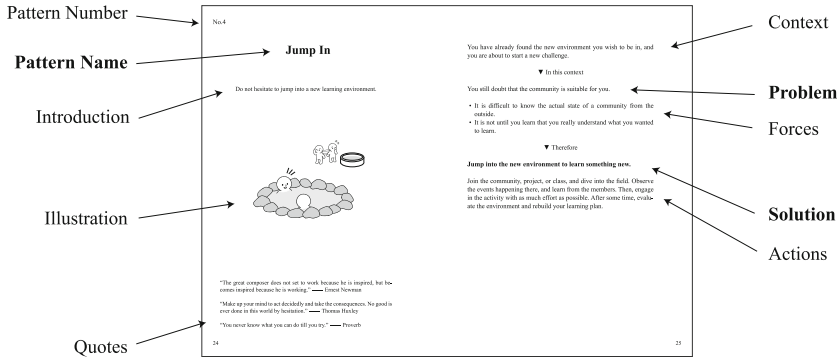 Pattern Number
Pattern Name
Introduction
Illustration
Quotes
No.4
Jump In
Do not hesitate to jump into a new learning environment.
"The great composer does not set to work because he is inspired, but be-
comes inspired because he is working." — Ernest Newman
"Make up your mind to act decidedly and take the consequences. No good is
ever done in this world by hestiation." — Thomas Huxley
"You never know what you can do till you try." — Proverb
24
You have already found the new environment you wish to be in, and
you are about to start a new challenge.
▼ In this context
You still doubt that the community is suitable for you.
• It is difficult to know the actual state of a community from the
outside.
• It is not until you learn that you really understand what you wanted
to learn.
▼ Therefore
Jump into the new environment to learn something new.
Join the community, project, or class, and dive into the field. Observe
the events happening there, and learn from the members. Then, engage
in the activity with as much effort as possible. After some time, evalu-
ate the environment and rebuild your learning plan.
25
Context
Problem
Forces
Solution
Actions